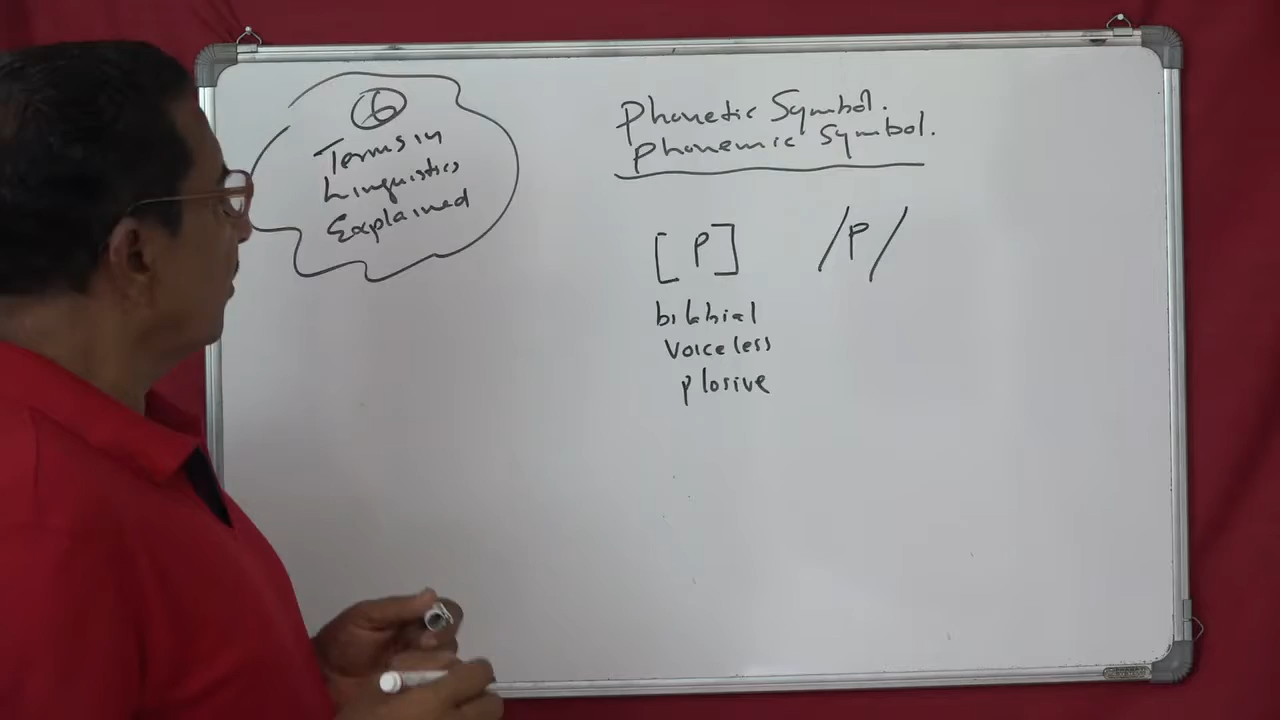 6
Terms in
Linguistics
Explained
Phonetic Symbol.
Phonemic Symbol.
[P] /P/
bilabial
Voiceless
plosive